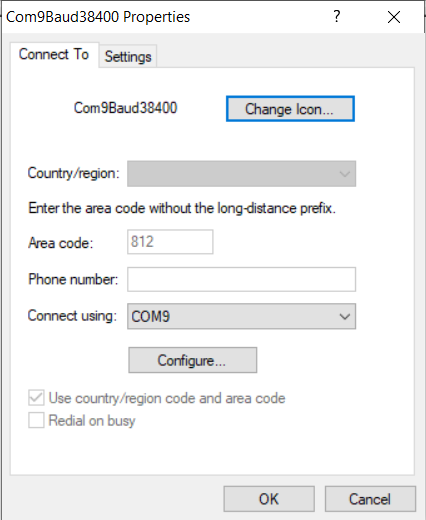 Com9Baud38400 Properties ?
Connect To Settings
Com9Baud38400 Change Icon...
Country/region:
Enter the area code without the long-distance prefix.
Area code: 812
Phone number:
Connect using: COM9
Configure...
Use country/region code and area code
Redial on busy
OK Cancel